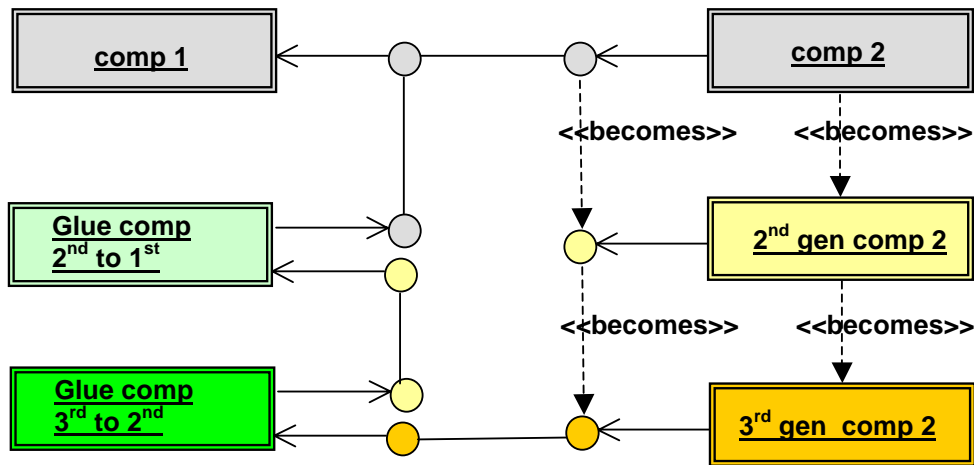 comp 1
comp 2
<<becomes>>
<<becomes>>
Glue comp
2nd to 1st
2nd gen comp 2
<<becomes>>
<<becomes>>
Glue comp
3rd to 2nd
3rd gen comp 2